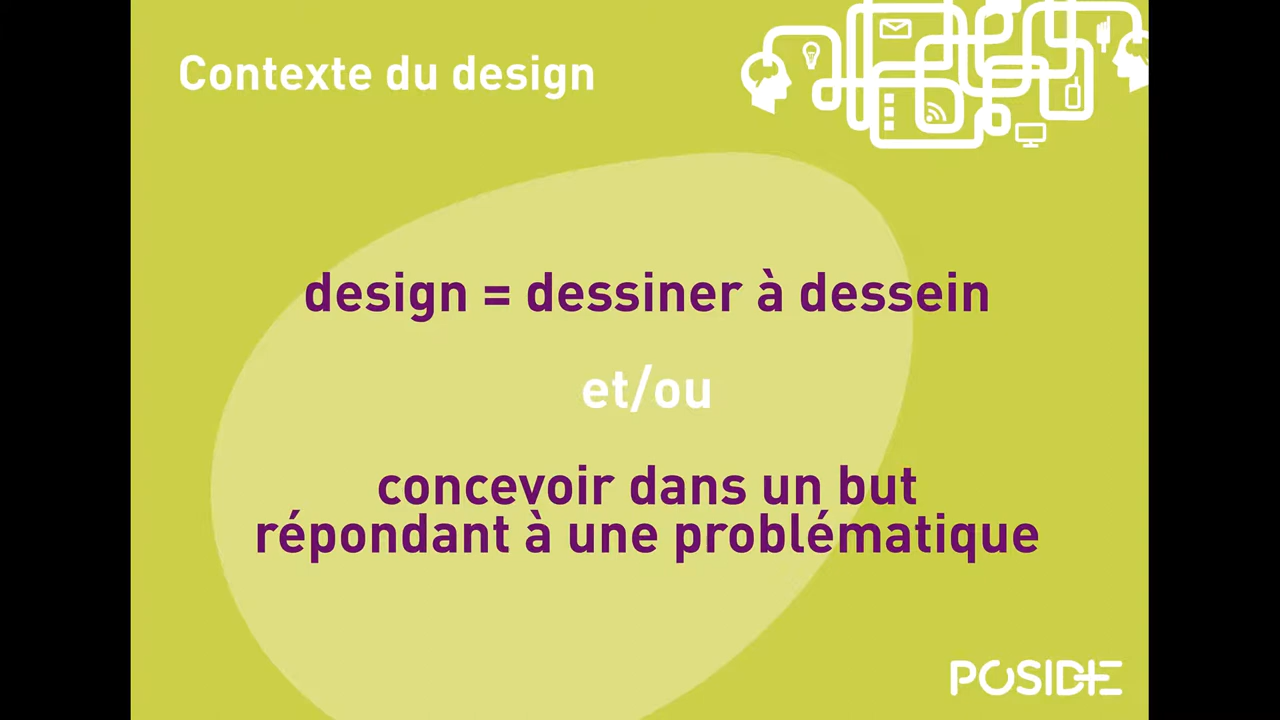 Contexte du design
design = dessiner à dessein
et/ou
concevoir dans un but
répondant à une problématique
POSIDE